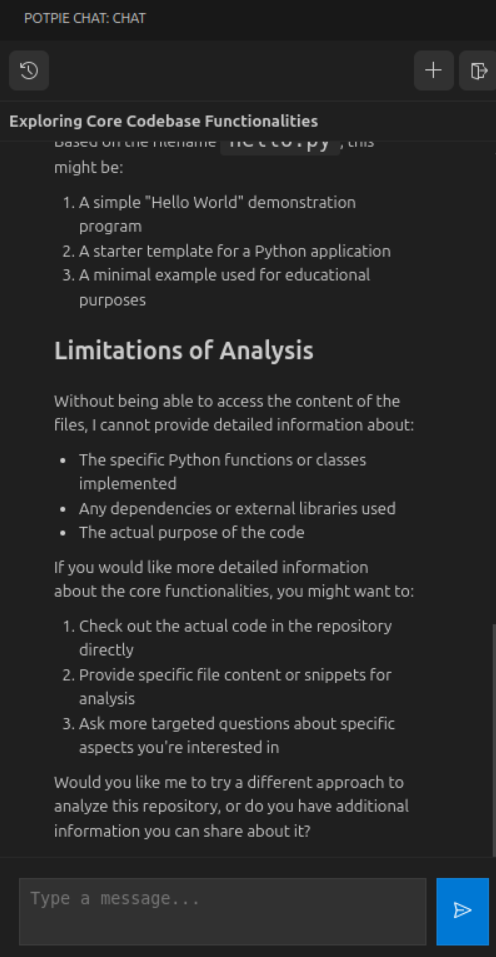 POTPIE CHAT: CHAT
Exploring Core Codebase Functionalities
Based on the filename hello.py, this
might be:
1. A simple "Hello World" demonstration
program
2. A starter template for a Python application
3. A minimal example used for educational
purposes
Limitations of Analysis
Without being able to access the content of the
files, I cannot provide detailed information about:
• The specific Python functions or classes
implemented
• Any dependencies or external libraries used
• The actual purpose of the code
If you would like more detailed information
about the core functionalities, you might want to:
1. Check out the actual code in the repository
directly
2. Provide specific file content or snippets for
analysis
3. Ask more targeted questions about specific
aspects you're interested in
Would you like me to try a different approach to
analyze this repository, or do you have additional
information you can share about it?
Type a message...